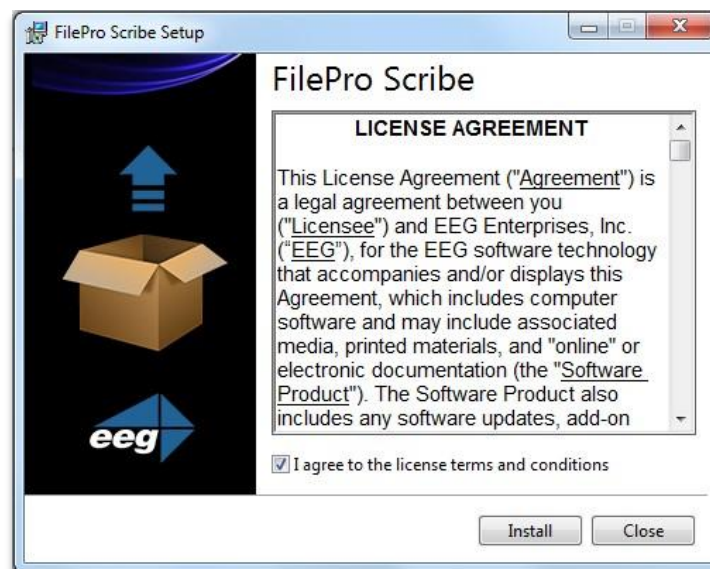 FilePro Scribe Setup
FilePro Scribe
LICENSE AGREEMENT
This License Agreement ("Agreement") is
a legal agreement between you
("Licensee") and EEG Enterprises, Inc.
("EEG"), for the EEG software technology
that accompanies and/or displays this
Agreement, which includes computer
software and may include associated
media, printed materials, and "online" or
electronic documentation (the "Software
Product"). The Software Product also
includes any software updates, add-on
eeg
I agree to the license terms and conditions
Install
Close